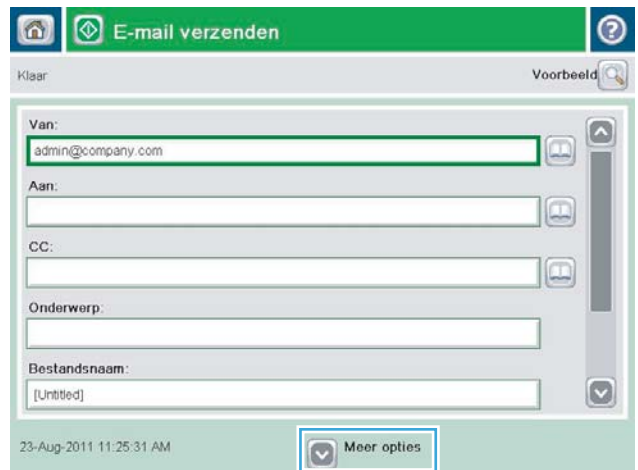 E-mail verzenden
Klaar
Voorbeeld
Van:
admin@company.com
Aan:
CC:
Onderwerp:
Bestandsnaam:
[Untitled]
23-Aug-2011 11:25:31 AM
Meer opties